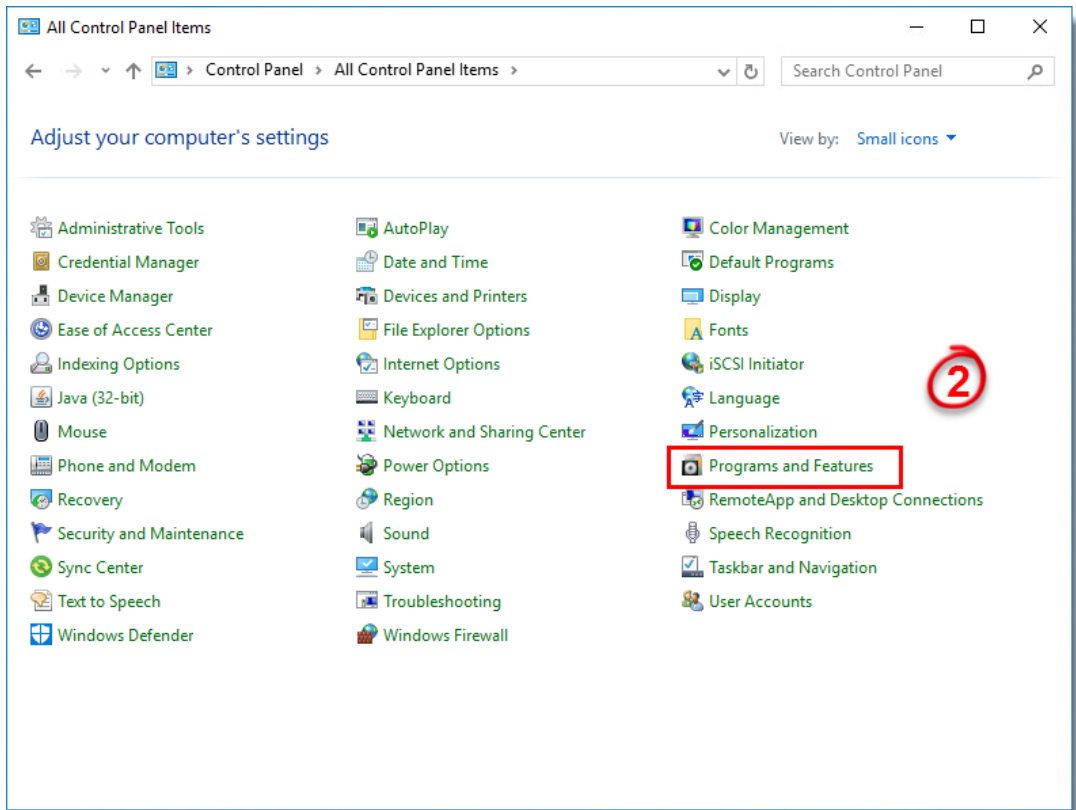 All Control Panel Items
Control Panel > All Control Panel Items >
Search Control Panel
Adjust your computer's settings
View by: Small icons
Administrative Tools
AutoPlay
Color Management
Credential Manager
Date and Time
Default Programs
Device Manager
Devices and Printers
Display
Ease of Access Center
File Explorer Options
Fonts
Indexing Options
Internet Options
iSCSI Initiator
2
Java (32-bit)
Keyboard
Language
Mouse
Network and Sharing Center
Personalization
Phone and Modem
Power Options
Programs and Features
Recovery
Region
RemoteApp and Desktop Connections
Security and Maintenance
Sound
Speech Recognition
Sync Center
System
Taskbar and Navigation
Text to Speech
Troubleshooting
User Accounts
Windows Defender
Windows Firewall